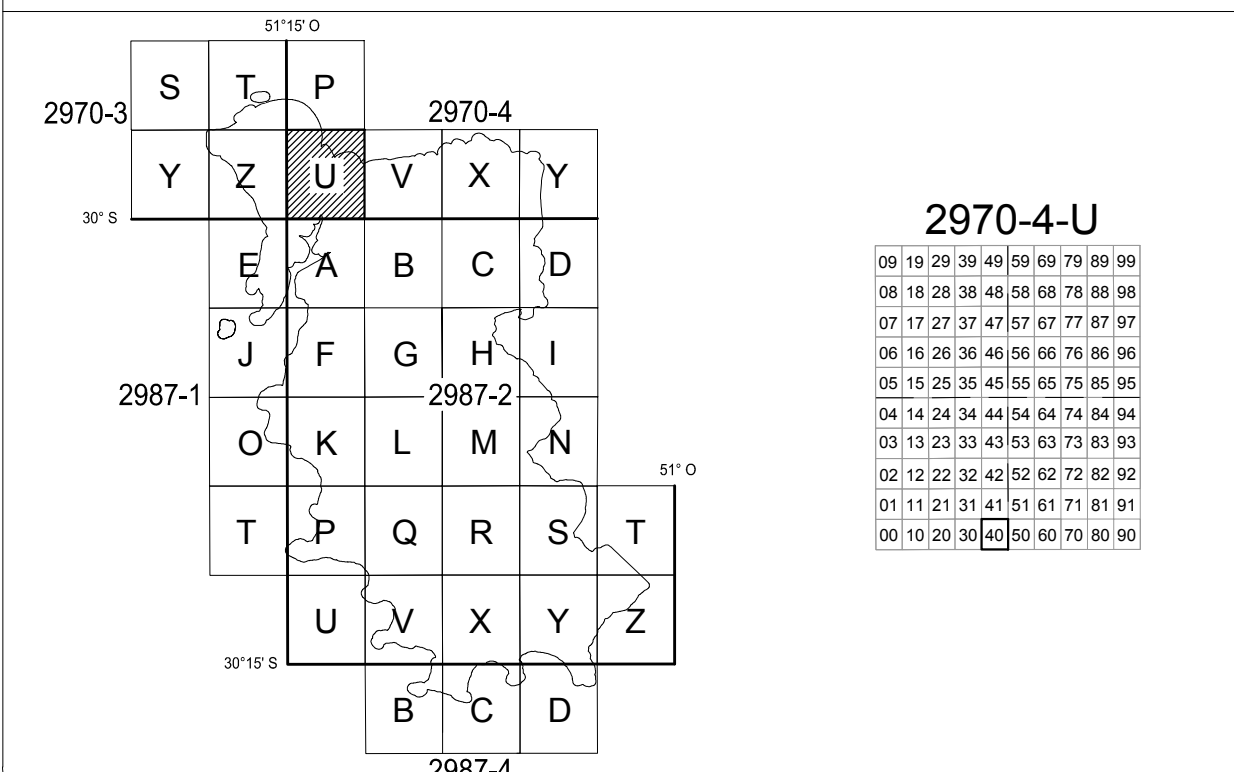 51°15' O
S T P
2970-3 2970-4
Y Z U V X Y
30° S
E A B C D
J F G H I
2987-1 2987-2
O K L M N
51° O
T P Q R S T
U V X Y Z
30°15' S
B C D
2987-4
2970-4-U
09 19 29 39 49 59 69 79 89 99
08 18 28 38 48 58 68 78 88 98
07 17 27 37 47 57 67 77 87 97
06 16 26 36 46 56 66 76 86 96
05 15 25 35 45 55 65 75 85 95
04 14 24 34 44 54 64 74 84 94
03 13 23 33 43 53 63 73 83 93
02 12 22 32 42 52 62 72 82 92
01 11 21 31 41 51 61 71 81 91
00 10 20 30 40 50 60 70 80 90